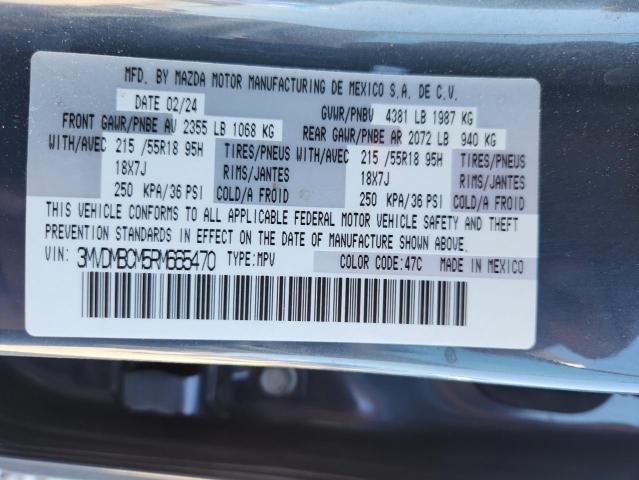 MFD. BY MAZDA MOTOR MANUFACTURING DE MEXICO S.A. DE C.V.
DATE 02/24 GVWR/PNBV 4381 LB 1987 KG
FRONT GAWR/PNBE AV 2355 LB 1068 KG REAR GAWR/PNBE AR 2072 LB 940 KG
WITH/AVEC 215 /55R18 95H TIRES/PNEUS WITH/AVEC 215 /55R18 95H TIRES/PNEUS
18X7J RIMS/JANTES 18X7J RIMS/JANTES
250 KPA/36 PSI COLD/A FROID 250 KPA/36 PSI COLD/A FROID
THIS VEHICLE CONFORMS TO ALL APPLICABLE FEDERAL MOTOR VEHICLE SAFETY AND THEFT
PREVENTION STANDARDS IN EFFECT ON THE DATE OF MANUFACTURE SHOWN ABOVE.
VIN: 3MVDMBCM5RM665470 TYPE: MPV COLOR CODE: 47C MADE IN MEXICO